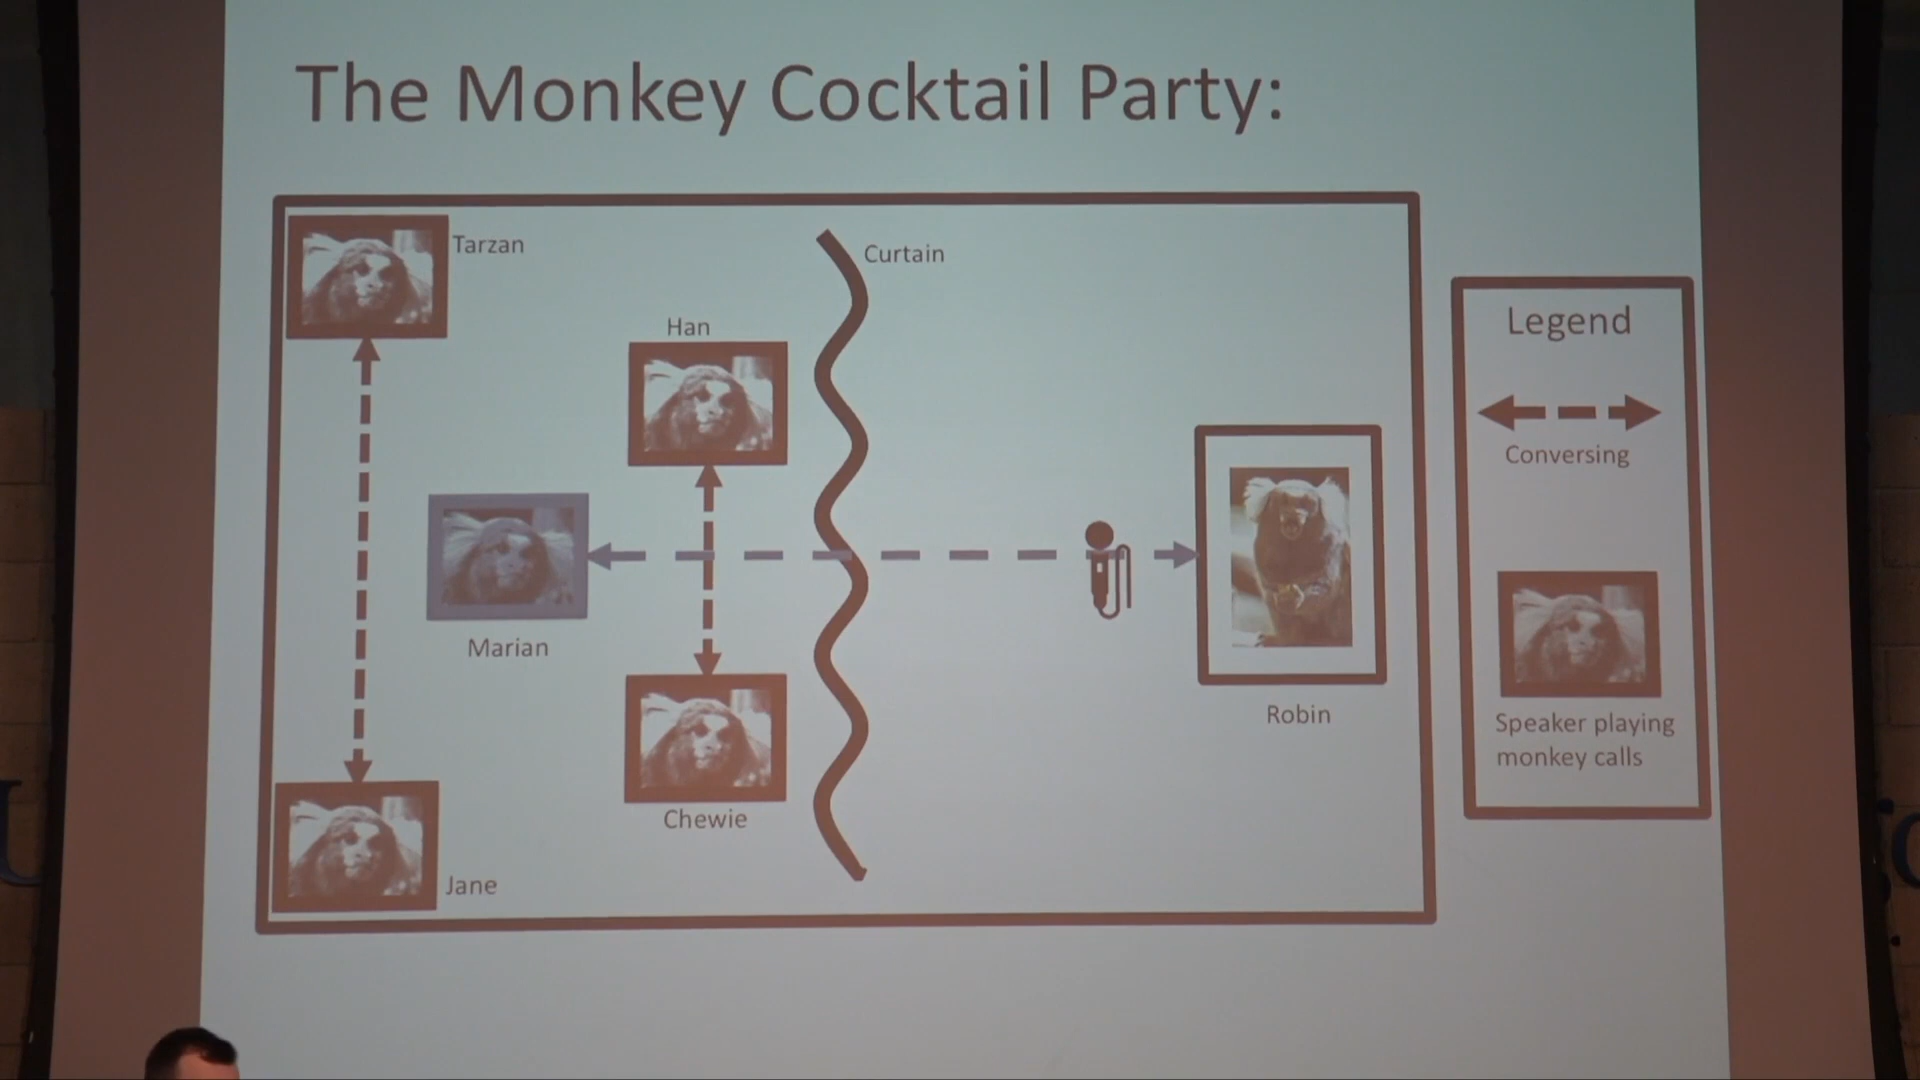 The Monkey Cocktail Party:
Tarzan
Curtain
Han
Legend
Conversing
Marian
Robin
Speaker playing
monkey calls
Chewie
Jane